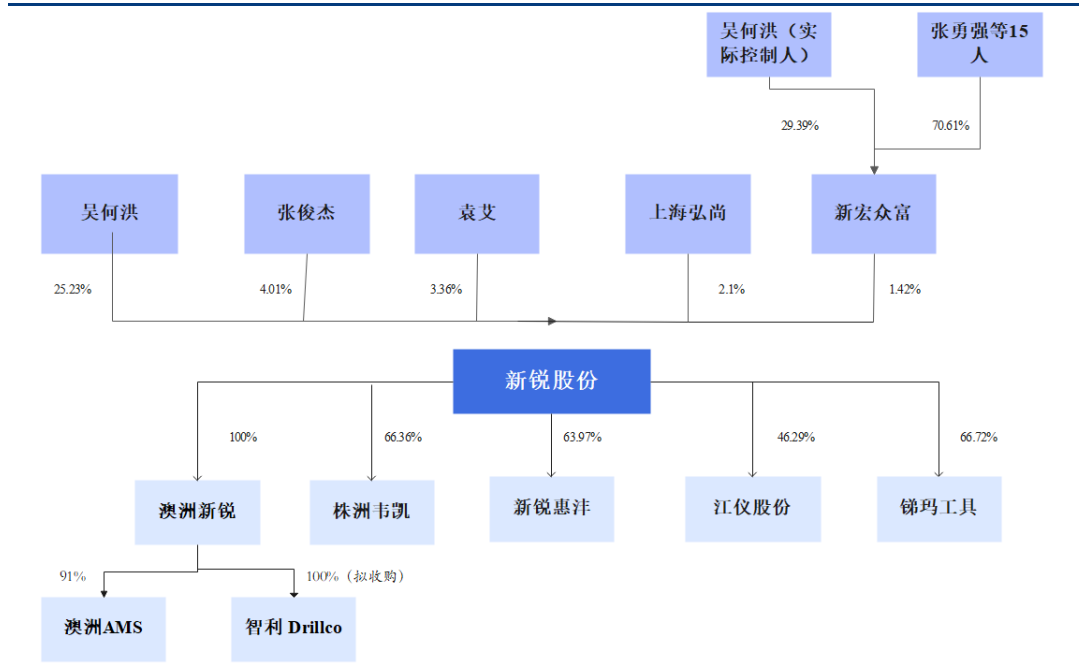 吴何洪（实
际控制人）
张勇强等15
人
29.39%
70.61%
吴何洪
张俊杰
袁艾
上海弘尚
新宏众富
25.23%
4.01%
3.36%
2.1%
1.42%
新锐股份
100%
66.36%
63.97%
46.29%
66.72%
澳洲新锐
株洲韦凯
新锐惠沣
江仪股份
锑玛工具
91%
100%（拟收购）
澳洲AMS
智利 Drillco